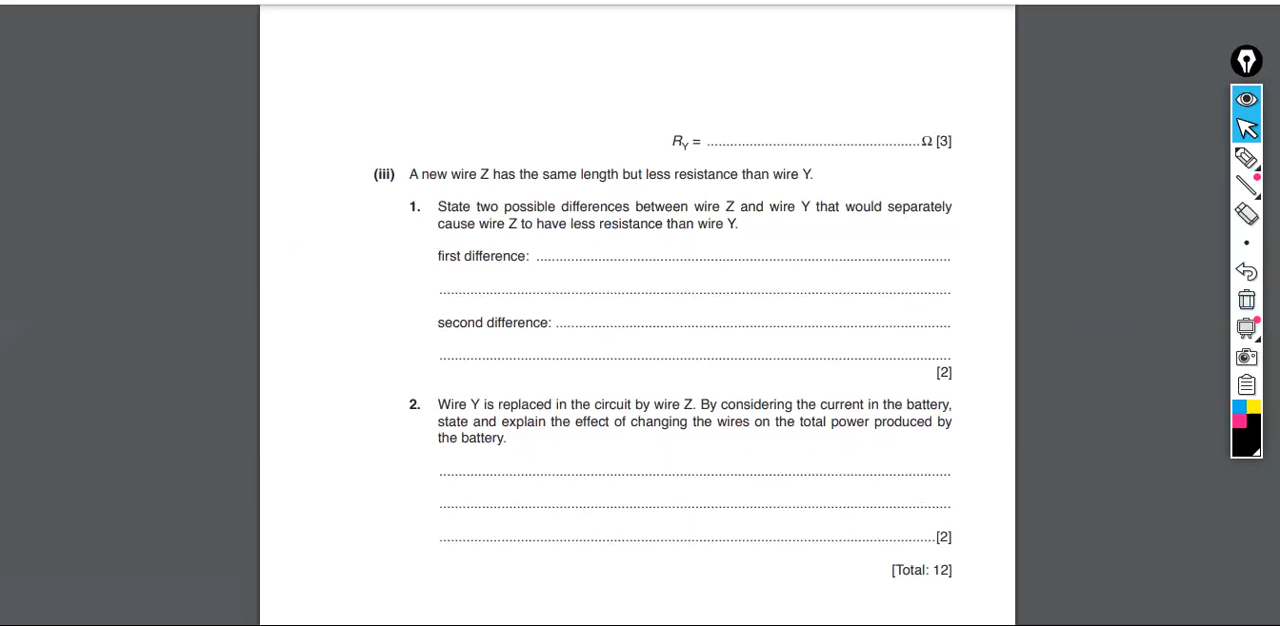 R_Y = ......................................................Ω [3]
(iii) A new wire Z has the same length but less resistance than wire Y.
1. State two possible differences between wire Z and wire Y that would separately
cause wire Z to have less resistance than wire Y.
first difference: ..........................................................................................................
..................................................................................................................................
second difference: .....................................................................................................
..................................................................................................................................
[2]
2. Wire Y is replaced in the circuit by wire Z. By considering the current in the battery,
state and explain the effect of changing the wires on the total power produced by
the battery.
..................................................................................................................................
..................................................................................................................................
..............................................................................................................................[2]
[Total: 12]